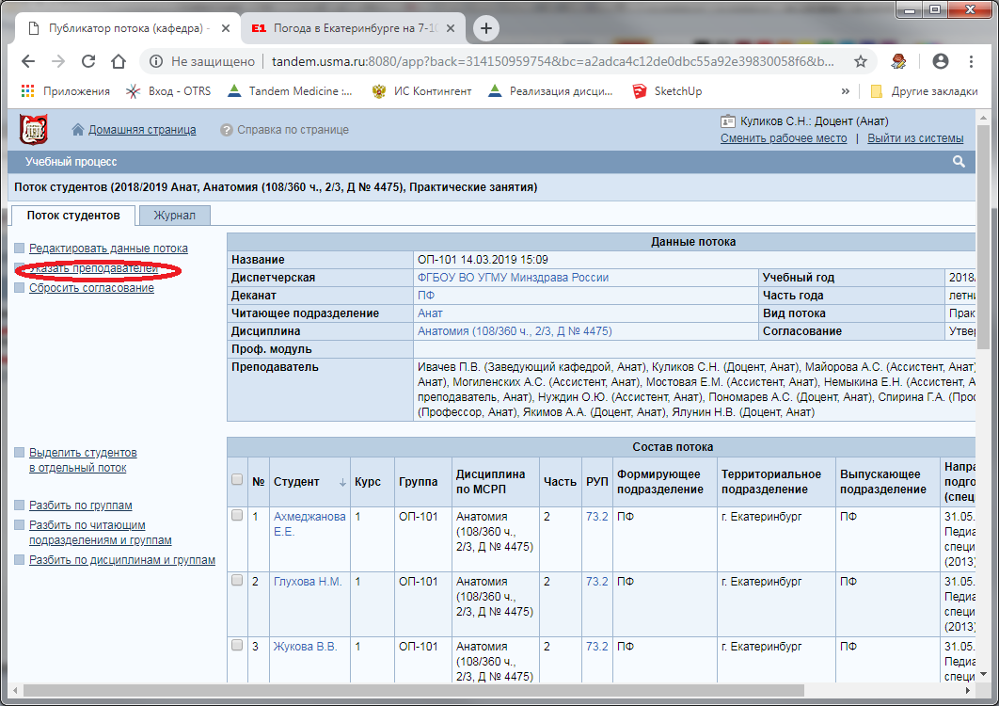 Публикатор потока (кафедра) -
Погода в Екатеринбурге на 7-10
Не защищено | tandem.usma.ru:8080/app?back=314150959754&bc=a2adca4c12de0dbc55a92e39830058f6&b...
Приложения
Вход - OTRS
Tandem Medicine :...
ИС Контингент
Реализация дисци...
SketchUp
»
Другие закладки
Домашняя страница
Справка по странице
Куликов С.Н.: Доцент (Анат)
Сменить рабочее место | Выйти из системы
Учебный процесс
Поток студентов (2018/2019 Анат, Анатомия (108/360 ч., 2/3, Д № 4475), Практические занятия)
Поток студентов
Журнал
Редактировать данные потока
Указать преподавателей
Сбросить согласование
Выделить студентов
в отдельный поток
Разбить по группам
Разбить по читающим
подразделениям и группам
Разбить по дисциплинам и группам
Данные потока
Название ОП-101 14.03.2019 15:09
Диспетчерская ФГБОУ ВО УГМУ Минздрава России Учебный год 2018/
Деканат ПФ Часть года летни
Читающее подразделение Анат Вид потока Прак
Дисциплина Анатомия (108/360 ч., 2/3, Д № 4475) Согласование Утвер
Проф. модуль
Преподаватель Ивачев П.В. (Заведующий кафедрой, Анат), Куликов С.Н. (Доцент, Анат), Майорова А.С. (Ассистент, Анат)
Анат), Могиленских А.С. (Ассистент, Анат), Мостовая Е.М. (Ассистент, Анат), Немыкина Е.Н. (Ассистент, А
преподаватель, Анат), Нуждин О.Ю. (Ассистент, Анат), Пономарев А.С. (Доцент, Анат), Спирина Г.А. (Про
(Профессор, Анат), Якимов А.А. (Доцент, Анат), Ялунин Н.В. (Доцент, Анат)
Состав потока
№ Студент ↓ Курс Группа Дисциплина по МСРП Часть РУП Формирующее подразделение Территориальное подразделение Выпускающее подразделение Напра подго (спец
1 Ахмеджанова 1 ОП-101 Анатомия 2 73.2 ПФ г. Екатеринбург ПФ 31.05.
Е.Е. (108/360 ч., Педиа
2/3, Д № 4475) специ
(2013)
2 Глухова Н.М. 1 ОП-101 Анатомия 2 73.2 ПФ г. Екатеринбург ПФ 31.05.
(108/360 ч., Педиа
2/3, Д № 4475) специ
(2013)
3 Жукова В.В. 1 ОП-101 Анатомия 2 73.2 ПФ г. Екатеринбург ПФ 31.05.
(108/360 ч., Педиа
2/3, Д № 4475) специ